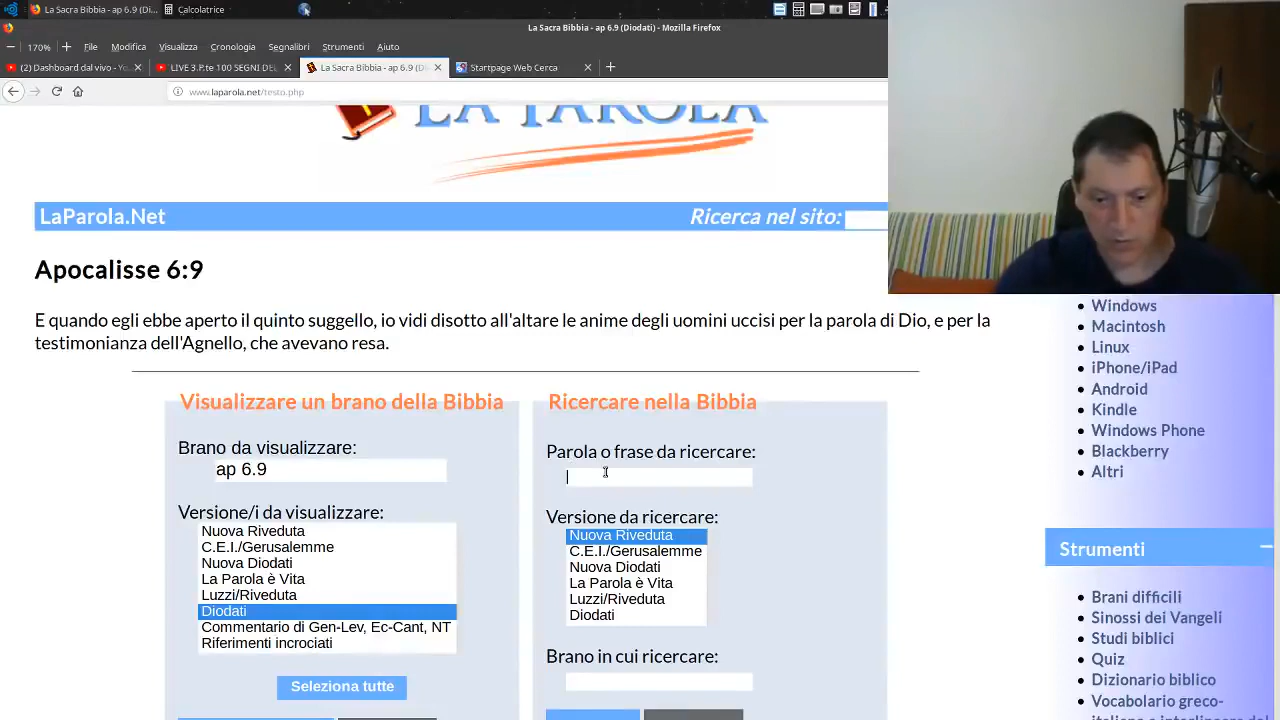 La Sacra Bibbia - ap 6.9 (Di...
Calcolatrice
La Sacra Bibbia - ap 6.9 (Diodati) - Mozilla Firefox
170%
File
Modifica
Visualizza
Cronologia
Segnalibri
Strumenti
Aiuto
(2) Dashboard dal vivo - Yo
LIVE 3.P.te 100 SEGNI DEL
La Sacra Bibbia - ap 6.9 (Di
Startpage Web Cerca
www.laparola.net/testo.php
LA PAROLA
LaParola.Net
Ricerca nel sito:
Apocalisse 6:9
E quando egli ebbe aperto il quinto suggello, io vidi disotto all'altare le anime degli uomini uccisi per la parola di Dio, e per la
testimonianza dell'Agnello, che avevano resa.
Visualizzare un brano della Bibbia
Brano da visualizzare:
ap 6.9
Versione/i da visualizzare:
Nuova Riveduta
C.E.I./Gerusalemme
Nuova Diodati
La Parola è Vita
Luzzi/Riveduta
Diodati
Commentario di Gen-Lev, Ec-Cant, NT
Riferimenti incrociati
Seleziona tutte
Ricercare nella Bibbia
Parola o frase da ricercare:
Versione da ricercare:
Nuova Riveduta
C.E.I./Gerusalemme
Nuova Diodati
La Parola è Vita
Luzzi/Riveduta
Diodati
Brano in cui ricercare:
Windows
Macintosh
Linux
iPhone/iPad
Android
Kindle
Windows Phone
Blackberry
Altri
Strumenti
Brani difficili
Sinossi dei Vangeli
Studi biblici
Quiz
Dizionario biblico
Vocabolario greco-